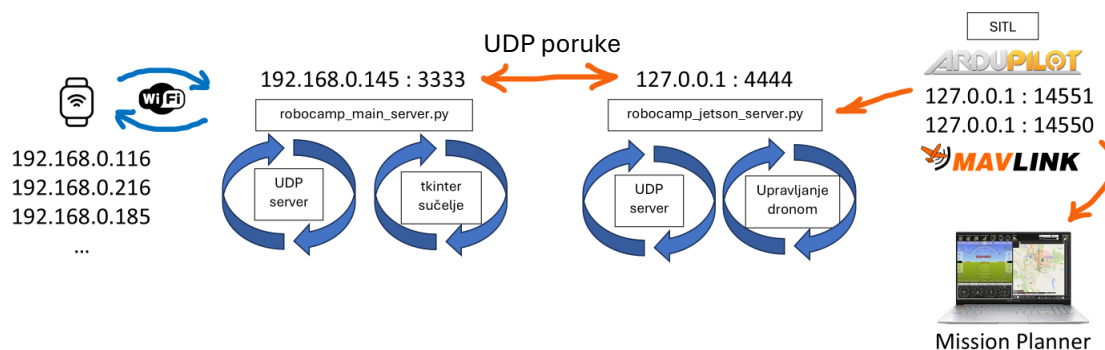 192.168.0.116
192.168.0.216
192.168.0.185
...
WiFi
UDP poruke
192.168.0.145 : 3333
robocamp_main_server.py
UDP
server
tkinter
sučelje
127.0.0.1 : 4444
robocamp_jetson_server.py
UDP
server
Upravljanje
dronom
SITL
ARDUPILOT
127.0.0.1 : 14551
127.0.0.1 : 14550
MAVLINK
Mission Planner